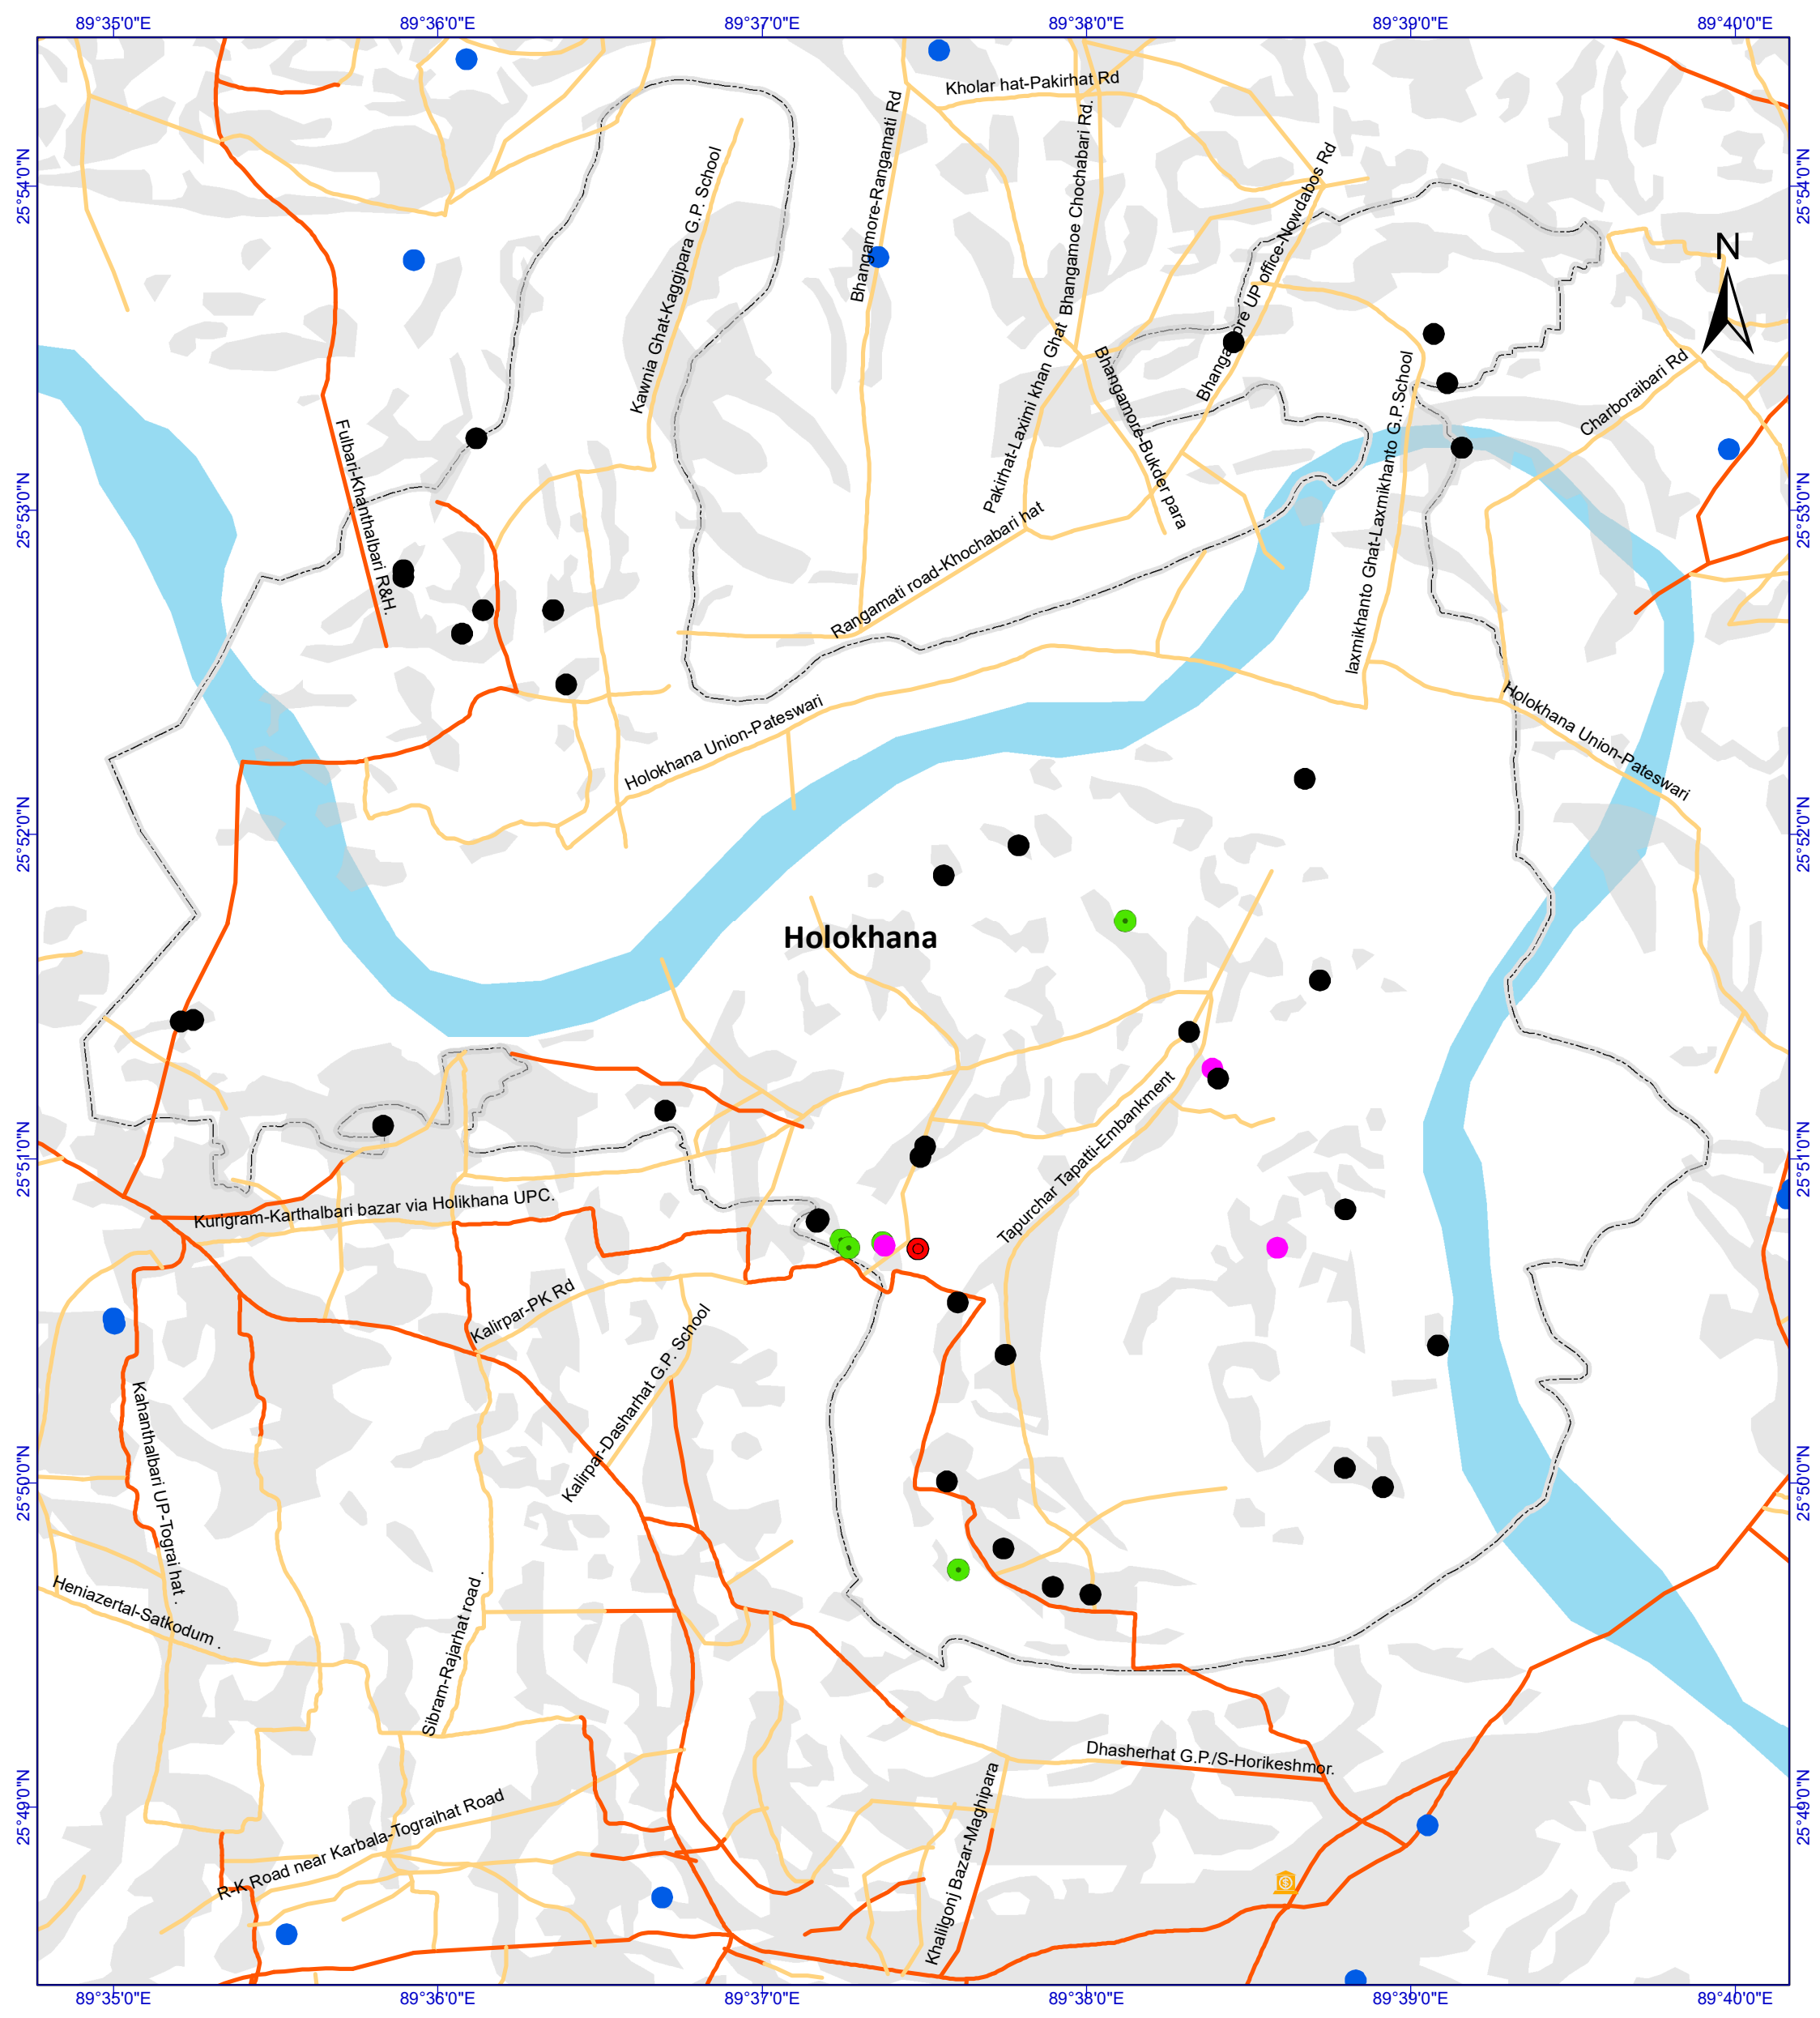 89°35'0"E
89°36'0"E
89°37'0"E
89°38'0"E
89°39'0"E
89°40'0"E
Kholar hat-Pakirhat Rd
Bhangamore-Rangamati Rd
Bhangamoe Chochabari Rd.
Kawnia Ghat-Kaggipara G.P. School
Bhangamore UP office-Nowdabos Rd
25°54'0"N
25°54'0"N
N
Pakirhat-Laxmi khan Ghat
Bhangamore-Bukder para
laxmikhanto Ghat-Laxmikhanto G.P.School
Charboraibari Rd
Fulbari-Khanthalbari R&H.
25°53'0"N
25°53'0"N
Rangamati road-Khochabari hat
Holokhana Union-Pateswari
Holokhana Union-Pateswari
25°52'0"N
25°52'0"N
Holokhana
Tapurchar Tapatti-Embankment
25°51'0"N
25°51'0"N
Kurigram-Karthalbari bazar via Holikhana UPC.
Kalirpar-PK Rd
Kalirpar-Dasharhat G.P. School
Kahanthalbari UP-Tograi hat .
25°50'0"N
25°50'0"N
Heniazertal-Satkodum .
Sibram-Rajarhat road .
Dhasherhat G.P./S-Horikeshmor.
Khalilgonj Bazar-Maghipara
25°49'0"N
25°49'0"N
R-K Road near Karbala-Tograihat Road
89°35'0"E
89°36'0"E
89°37'0"E
89°38'0"E
89°39'0"E
89°40'0"E